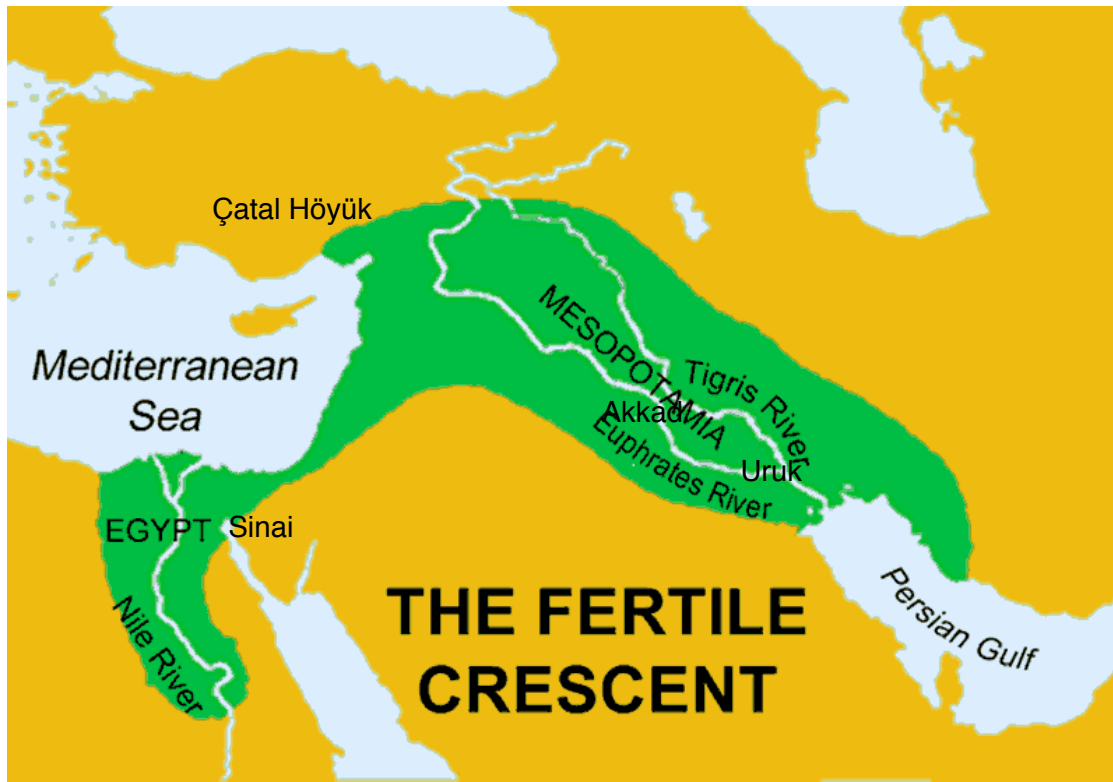 Çatal Höyük
Mediterranean
Sea
MESOPOTAMIA
Tigris River
Akkad
Euphrates River
Uruk
EGYPT
Sinai
Nile River
Persian Gulf
THE FERTILE
CRESCENT